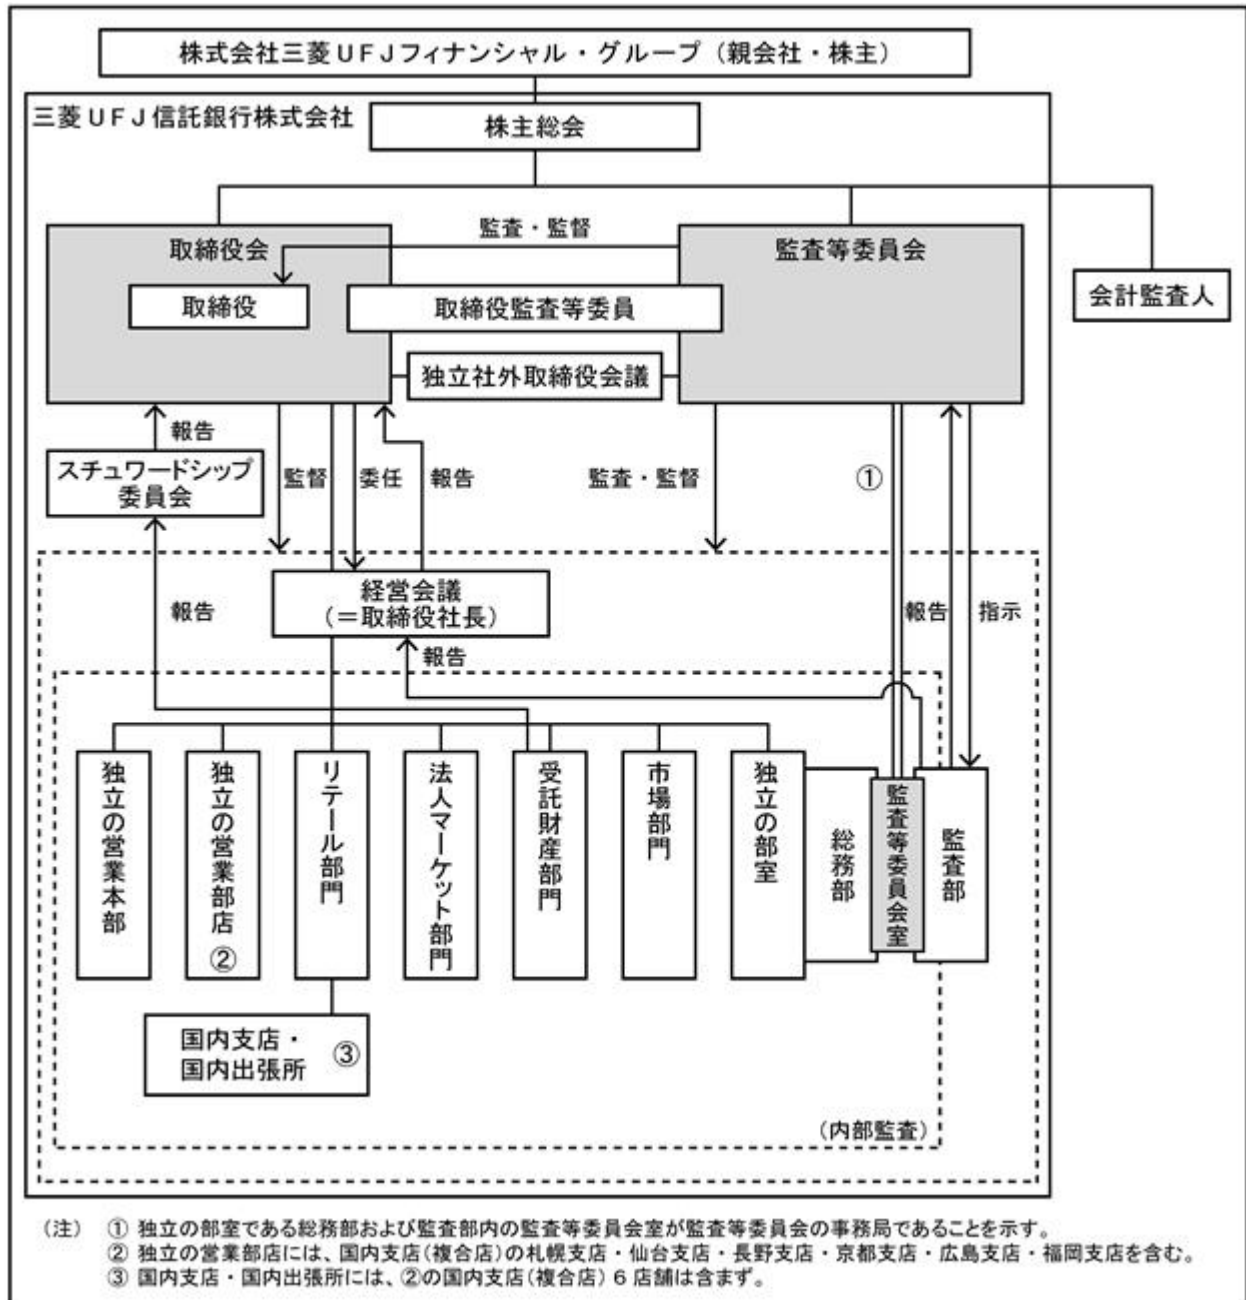 株式会社三菱UFJフィナンシャル・グループ（親会社・株主）
三菱UFJ信託銀行株式会社
株主総会
監査・監督
取締役会
監査等委員会
取締役
取締役監査等委員
会計監査人
独立社外取締役会議
報告
スチュワードシップ
委員会
監督
委任
報告
監査・監督
①
報告
経営会議
（＝取締役社長）
報告
報告
指示
独立の営業本部
独立の営業部店②
リテール部門
法人マーケット部門
受託財産部門
市場部門
独立の部室
総務部
監査等委員会室
監査部
国内支店・
国内出張所
③
（内部監査）
（注） ① 独立の部室である総務部および監査部内の監査等委員会室が監査等委員会の事務局であることを示す。
② 独立の営業部店には、国内支店（複合店）の札幌支店・仙台支店・長野支店・京都支店・広島支店・福岡支店を含む。
③ 国内支店・国内出張所には、②の国内支店（複合店）６店舗は含まず。